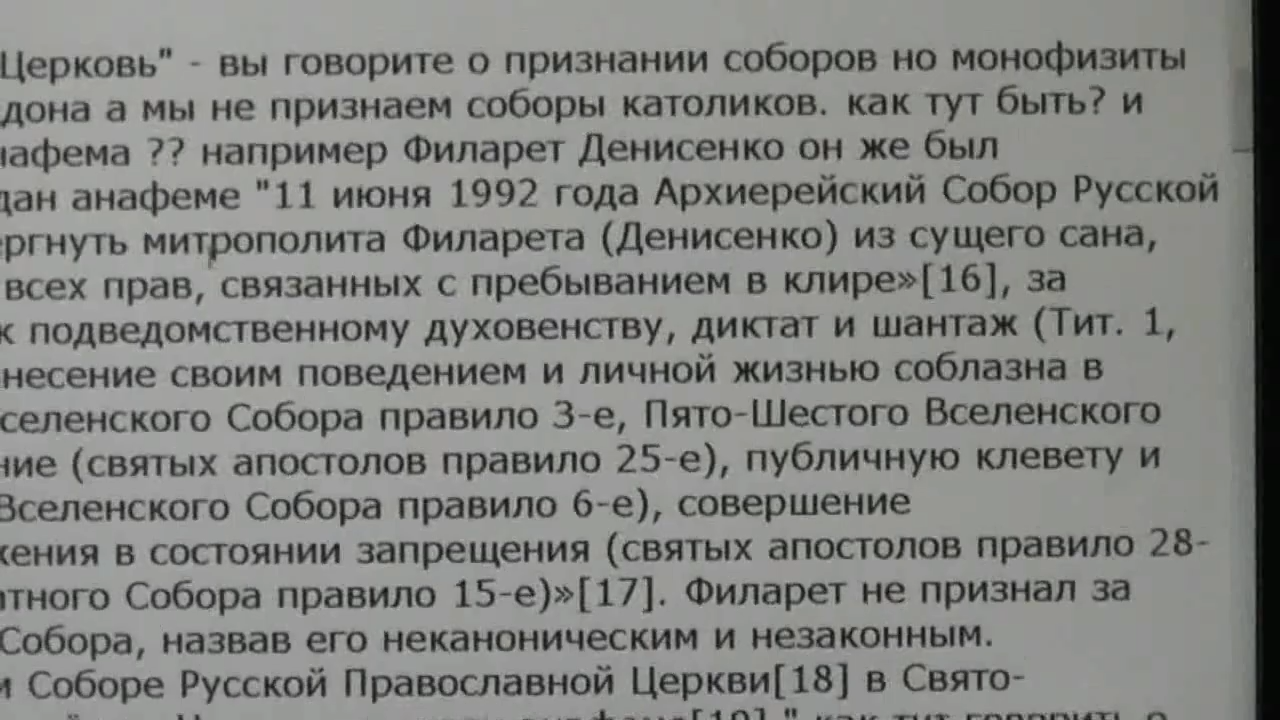 Церковь" - вы говорите о признании соборов но монофизиты
дона а мы не признаем соборы католиков. как тут быть? и
нафема ?? например Филарет Денисенко он же был
дан анафеме "11 июня 1992 года Архиерейский Собор Русской
ергнуть митрополита Филарета (Денисенко) из сущего сана,
всех прав, связанных с пребыванием в клире»[16], за
к подведомственному духовенству, диктат и шантаж (Тит. 1,
несение своим поведением и личной жизнью соблазна в
селенского Собора правило 3-е, Пято-Шестого Вселенского
ние (святых апостолов правило 25-е), публичную клевету и
Вселенского Собора правило 6-е), совершение
жения в состоянии запрещения (святых апостолов правило 28-
атного Собора правило 15-е)»[17]. Филарет не признал за
Собора, назвав его неканоническим и незаконным.
и Соборе Русской Православной Церкви[18] в Свято-
[19]." как тут говорить о